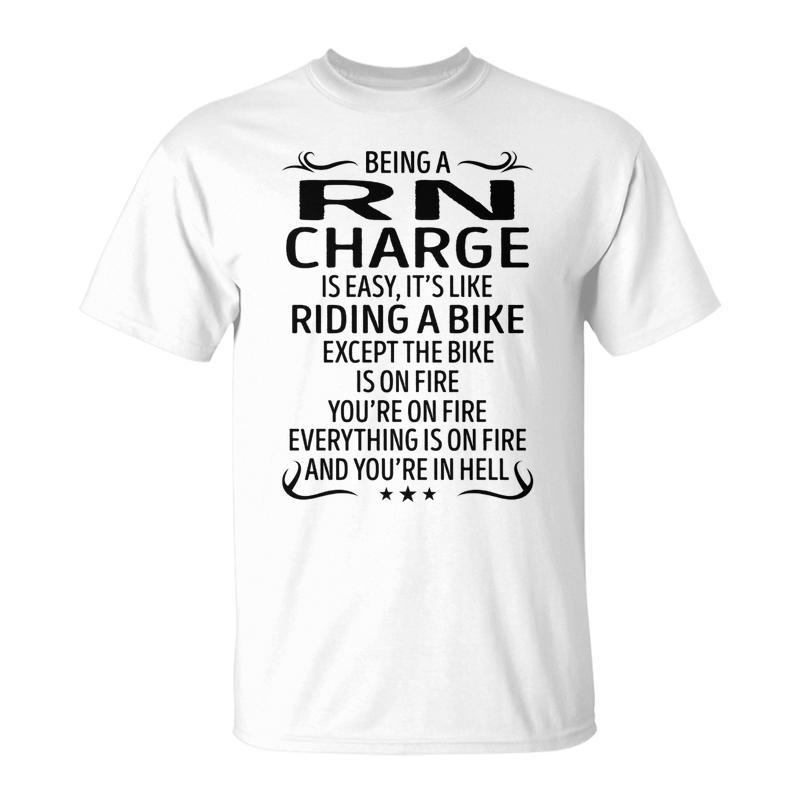 BEING A
RN
CHARGE
IS EASY, IT'S LIKE
RIDING A BIKE
EXCEPT THE BIKE
IS ON FIRE
YOU'RE ON FIRE
EVERYTHING IS ON FIRE
AND YOU'RE IN HELL